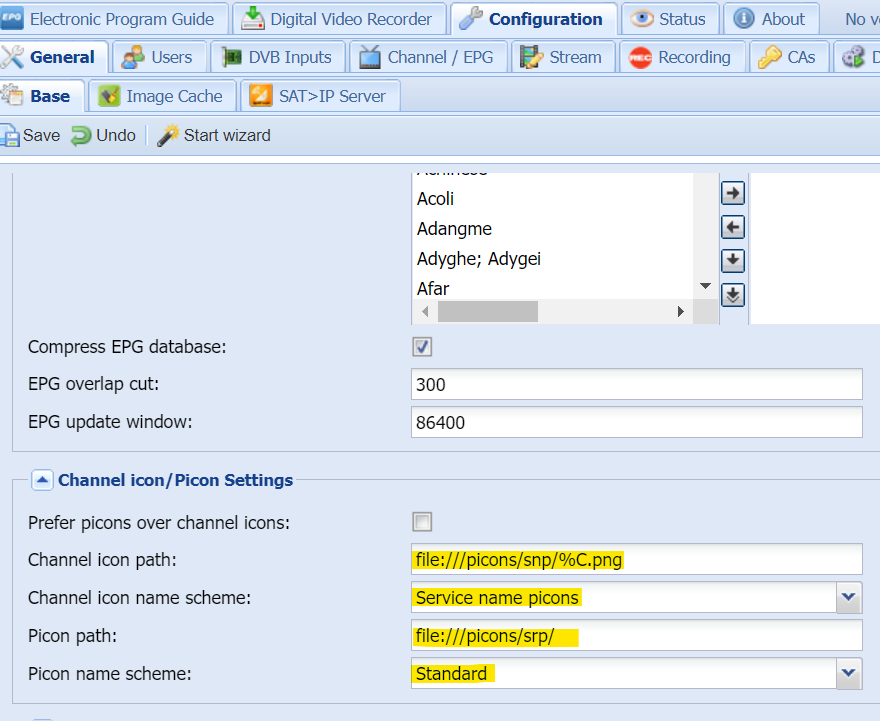 EPG Electronic Program Guide Digital Video Recorder Configuration Status About No v
General Users DVB Inputs Channel / EPG Stream REC Recording CAs D
Base Image Cache SAT>IP Server
Save Undo Start wizard
Acoli
Adangme
Adyghe; Adygei
Afar
Compress EPG database:
EPG overlap cut: 300
EPG update window: 86400
Channel icon/Picon Settings
Prefer picons over channel icons:
Channel icon path: file:///picons/snp/%C.png
Channel icon name scheme: Service name picons
Picon path: file:///picons/srp/
Picon name scheme: Standard